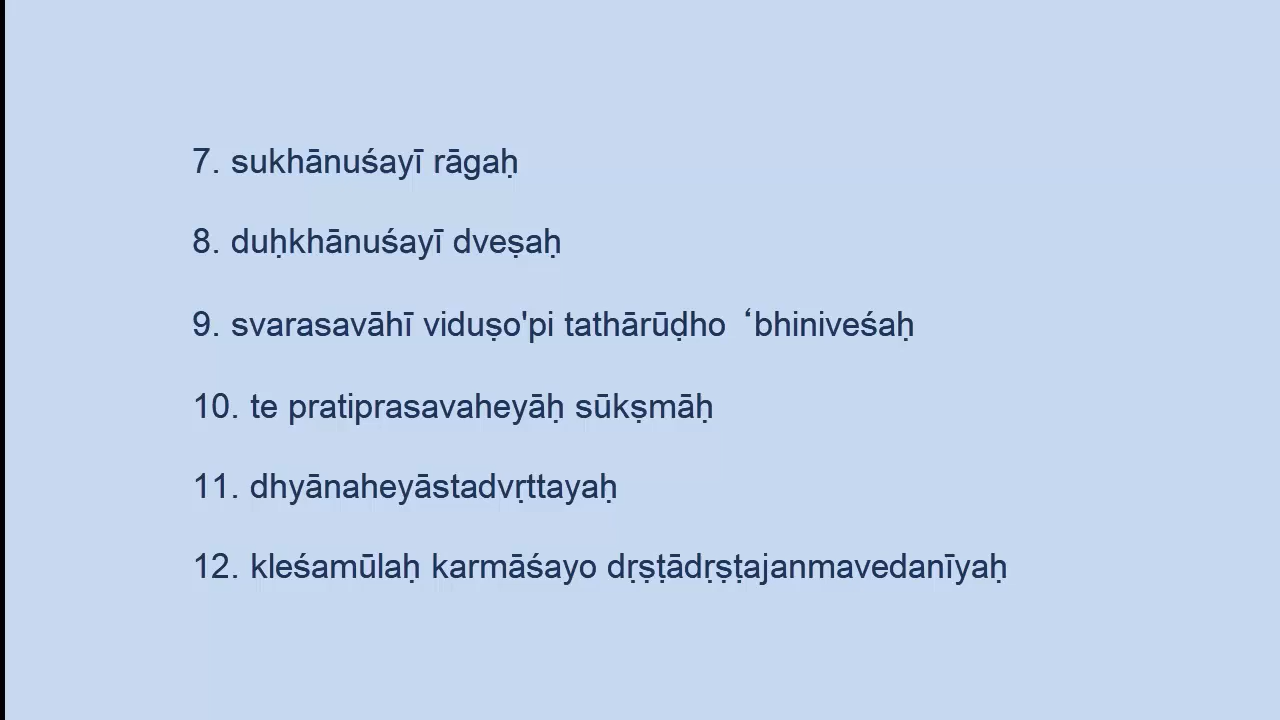 7. sukhānuśayī rāgaḥ
8. duḥkhānuśayī dveṣaḥ
9. svarasavāhī viduṣo'pi tathārūḍho ‘bhiniveśaḥ
10. te pratiprasavaheyāḥ sūkṣmāḥ
11. dhyānaheyāstadvṛttayaḥ
12. kleśamūlaḥ karmāśayo dṛṣṭādṛṣṭajanmavedanīyaḥ